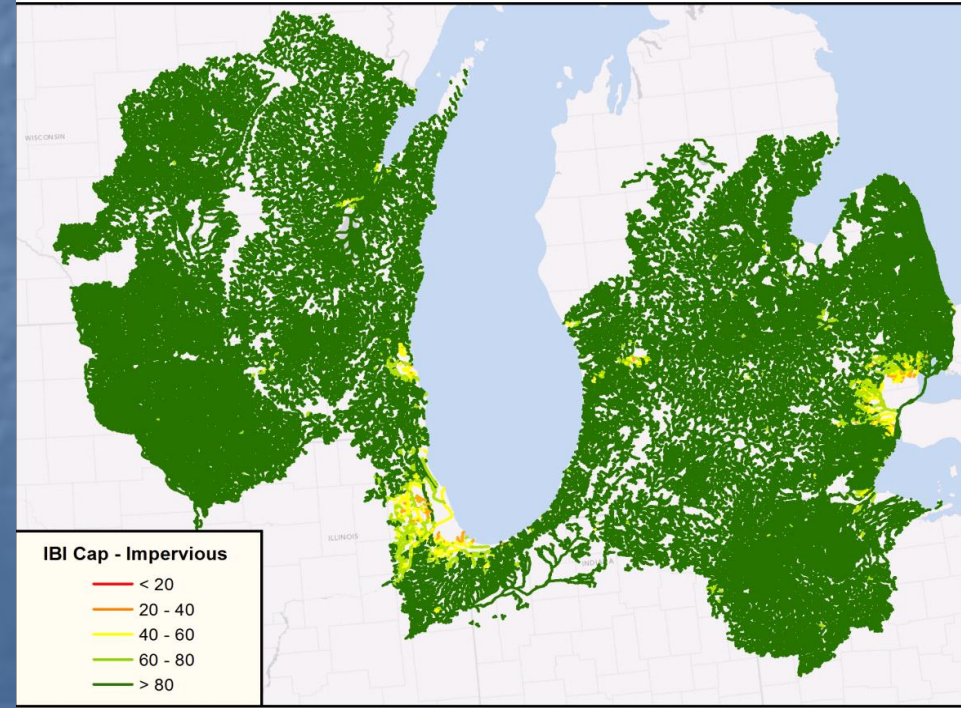 WISCONSIN
ILLINOIS
INDIANA
IBI Cap - Impervious
< 20
20 - 40
40 - 60
60 - 80
> 80